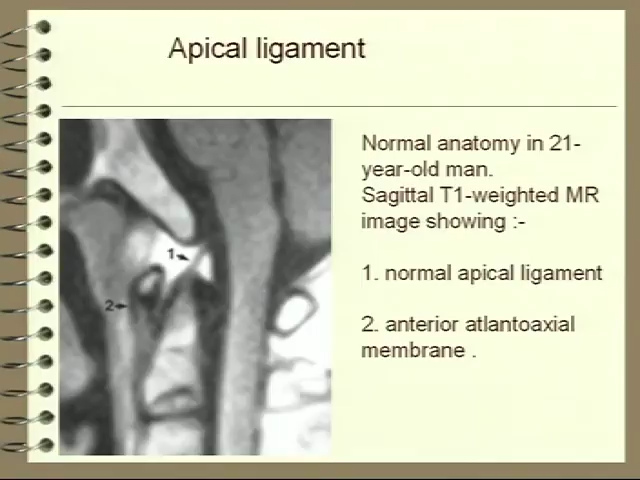 Apical ligament
Normal anatomy in 21-
year-old man.
Sagittal T1-weighted MR
image showing :-
1. normal apical ligament
2. anterior atlantoaxial
membrane .
1
2